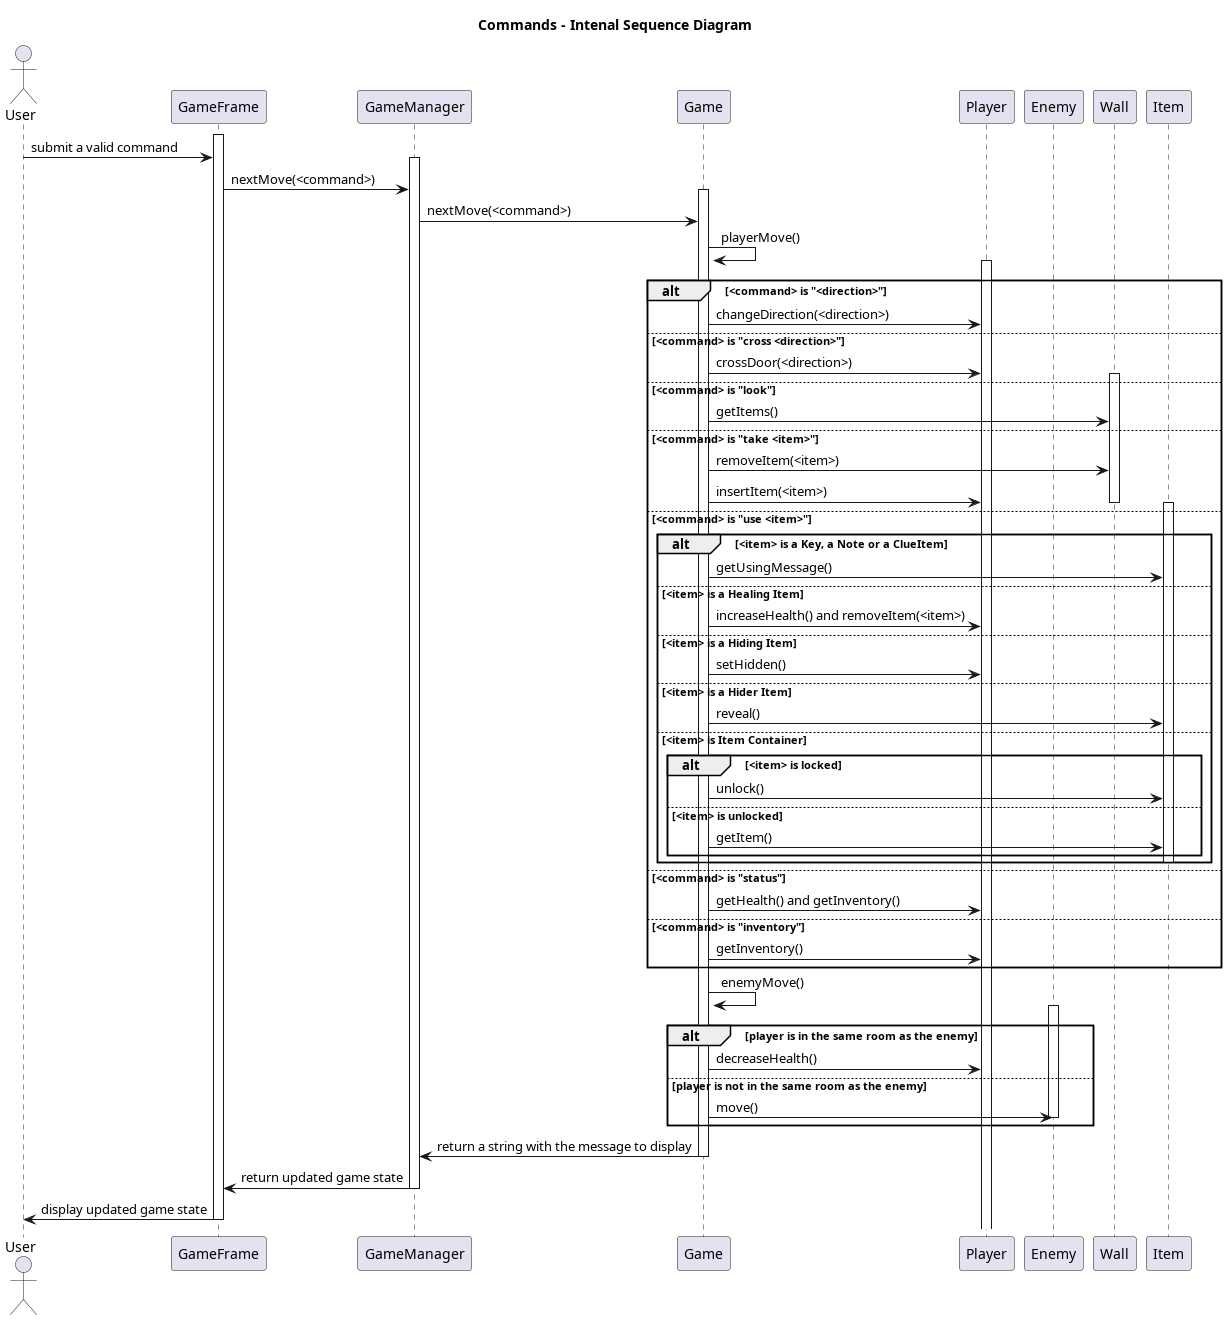 Commands - Intenal Sequence Diagram
User
GameFrame
GameManager
Game
Player
Enemy
Wall
Item
submit a valid command
nextMove(<command>)
nextMove(<command>)
playerMove()
alt [<command> is "<direction>"]
changeDirection(<direction>)
[<command> is "cross <direction>"]
crossDoor(<direction>)
[<command> is "look"]
getItems()
[<command> is "take <item>"]
removeItem(<item>)
insertItem(<item>)
[<command> is "use <item>"]
alt [<item> is a Key, a Note or a ClueItem]
getUsingMessage()
[<item> is a Healing Item]
increaseHealth() and removeItem(<item>)
[<item> is a Hiding Item]
setHidden()
[<item> is a Hider Item]
reveal()
[<item> is Item Container]
alt [<item> is locked]
unlock()
[<item> is unlocked]
getItem()
[<command> is "status"]
getHealth() and getInventory()
[<command> is "inventory"]
getInventory()
enemyMove()
alt [player is in the same room as the enemy]
decreaseHealth()
[player is not in the same room as the enemy]
move()
return a string with the message to display
return updated game state
display updated game state
User
GameFrame
GameManager
Game
Player
Enemy
Wall
Item